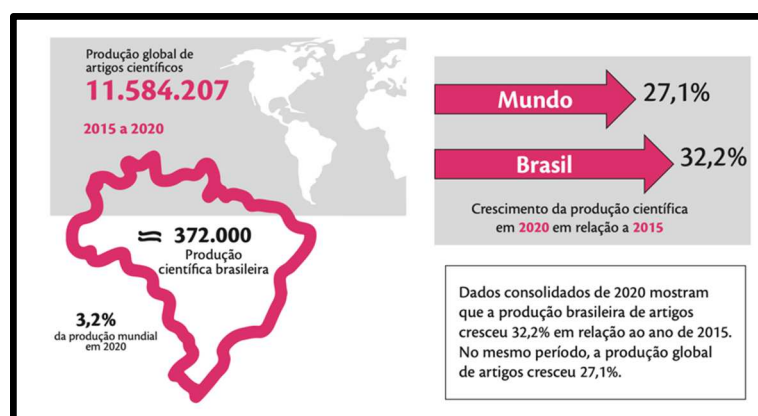 Produção global de
artigos científicos
11.584.207
2015 a 2020
≈ 372.000
Produção
científica brasileira
3,2%
da produção mundial
em 2020
Mundo 27,1%
Brasil 32,2%
Crescimento da produção científica
em 2020 em relação a 2015
Dados consolidados de 2020 mostram
que a produção brasileira de artigos
cresceu 32,2% em relação ao ano de 2015.
No mesmo período, a produção global
de artigos cresceu 27,1%.